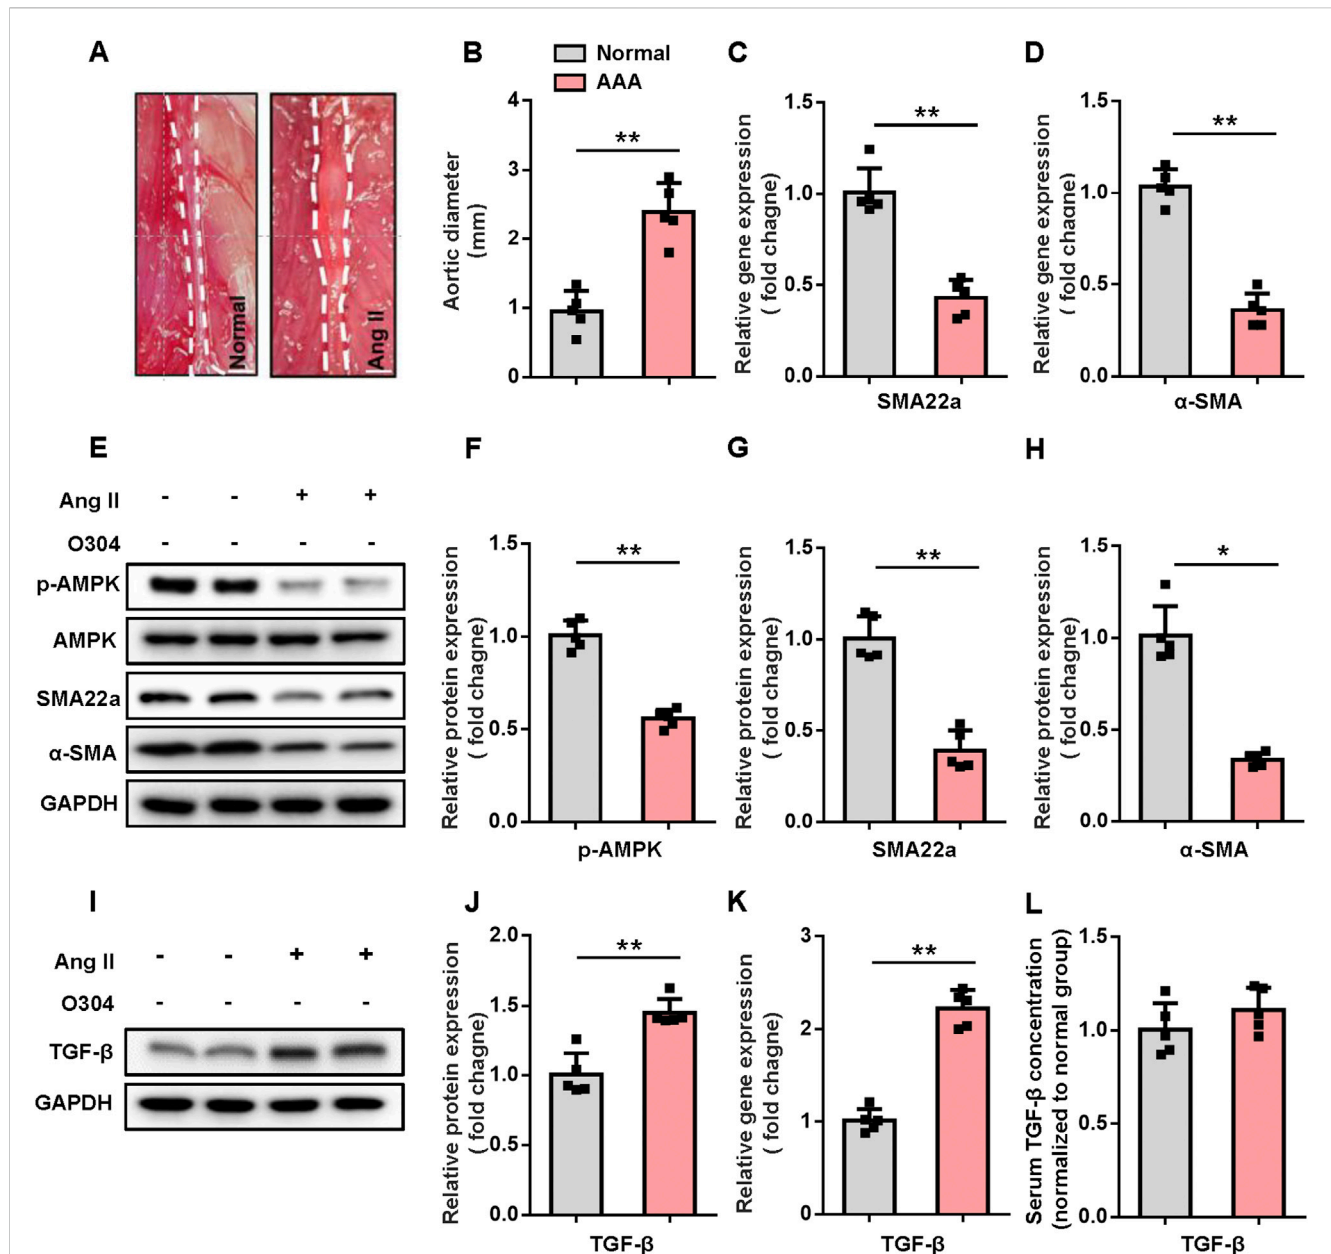 A
Normal
Ang II
B
Normal
AAA
Aortic diameter
(mm)
4
3
2
1
0
**
C
Relative gene expression
( fold chagne)
1.5
1.0
0.5
0.0
**
SMA22a
D
Relative gene expression
( fold chagne)
1.5
1.0
0.5
0.0
**
α-SMA
E
Ang II - - + +
O304 - - - -
p-AMPK
AMPK
SMA22a
α-SMA
GAPDH
F
Relative protein expression
( fold chagne)
1.5
1.0
0.5
0.0
**
p-AMPK
G
Relative protein expression
( fold chagne)
1.5
1.0
0.5
0.0
**
SMA22a
H
Relative protein expression
( fold chagne)
1.5
1.0
0.5
0.0
*
α-SMA
I
Ang II - - + +
O304 - - - -
TGF-β
GAPDH
J
Relative protein expression
( fold chagne)
2.0
1.5
1.0
0.5
0.0
**
TGF-β
K
Relative gene expression
( fold chagne)
3
2
1
0
**
TGF-β
L
Serum TGF-β concentration
(normalized to normal group)
1.5
1.0
0.5
0.0
TGF-β